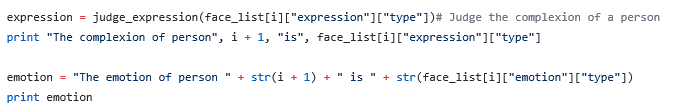 expression = judge_expression(face_list[i]["expression"]["type"])# Judge the complexion of a person
print "The complexion of person", i + 1, "is", face_list[i]["expression"]["type"]
emotion = "The emotion of person " + str(i + 1) + " is " + str(face_list[i]["emotion"]["type"])
print emotion